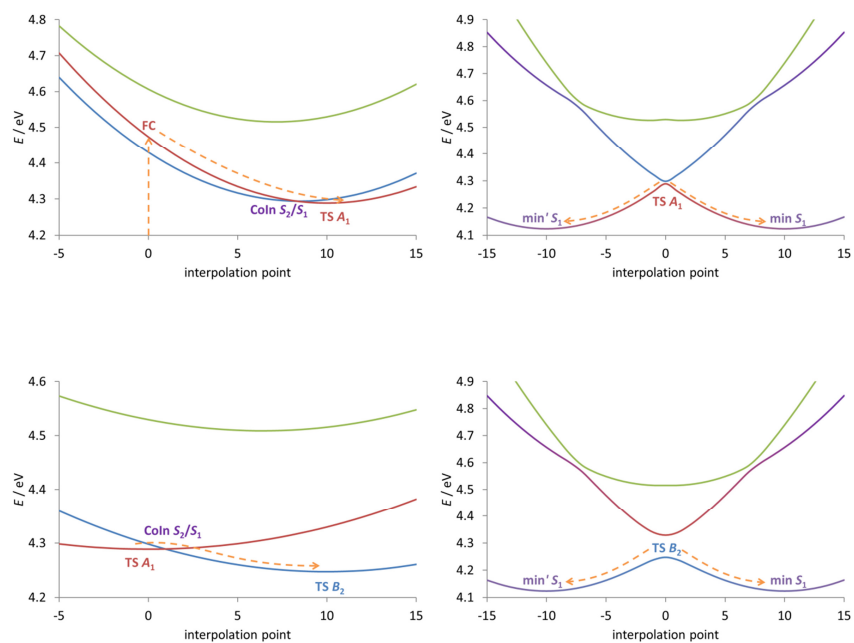 4.8
4.7
4.6
4.5
4.4
4.3
4.2
E / eV
FC
CoIn S₂/S₁
TS A₁
-5
0
5
10
15
interpolation point
4.9
4.8
4.7
4.6
4.5
4.4
4.3
4.2
4.1
E / eV
TS A₁
min' S₁
min S₁
-15
-10
-5
0
5
10
15
interpolation point
4.6
4.5
4.4
4.3
4.2
E / eV
CoIn S₂/S₁
TS A₁
TS B₂
-5
0
5
10
15
interpolation point
4.9
4.8
4.7
4.6
4.5
4.4
4.3
4.2
4.1
E / eV
TS B₂
min' S₁
min S₁
-15
-10
-5
0
5
10
15
interpolation point